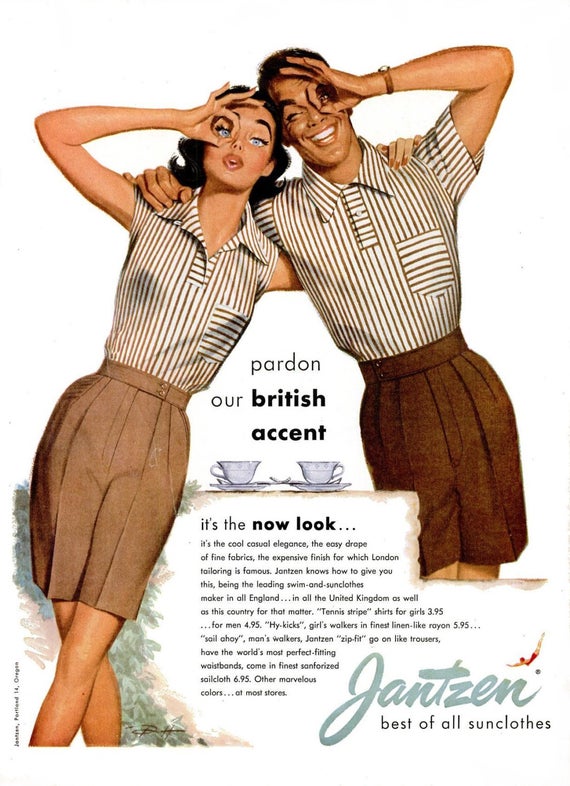 pardon
our british
accent
it's the now look...
it's the cool casual elegance, the easy drape
of fine fabrics, the expensive finish for which London
tailoring is famous. Jantzen knows how to give you
this, being the leading swim-and-sunclothes
maker in all England...in all the United Kingdom as well
as this country for that matter. "Tennis stripe" shirts for girls 3.95
...for men 4.95. "Hy-kicks", girl's walkers in finest linen-like rayon 5.95...
"sail ahoy", man's walkers, Jantzen "zip-fit" go on like trousers,
have the world's most perfect-fitting
waistbands, come in finest sanforized
sailcloth 6.95. Other marvelous
colors...at most stores.
Jantzen®
best of all sunclothes
Jantzen, Portland 14, Oregon